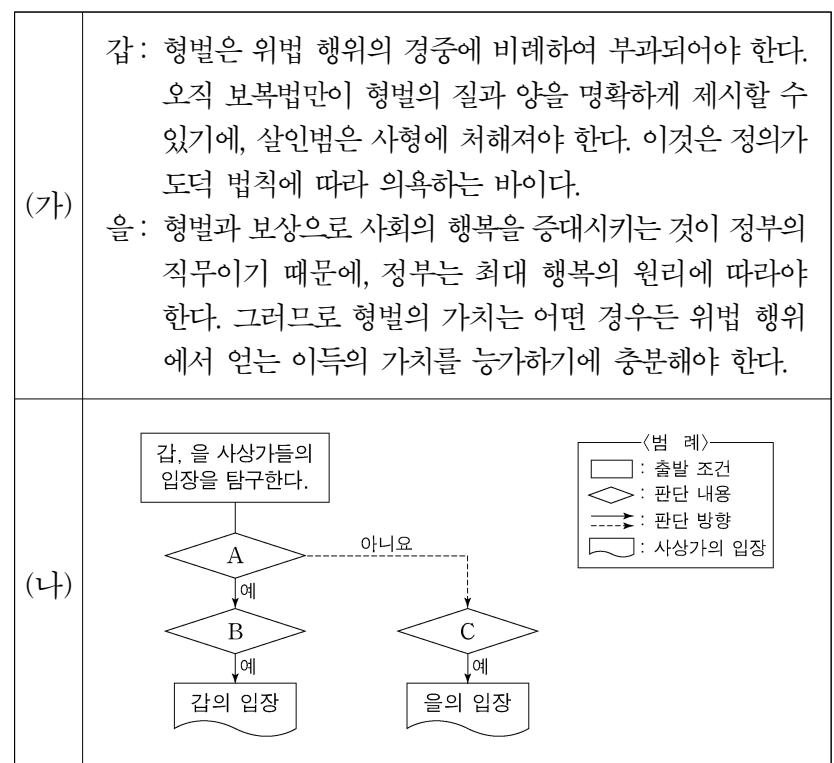 (가)
갑 : 형벌은 위법 행위의 경중에 비례하여 부과되어야 한다.
오직 보복법만이 형벌의 질과 양을 명확하게 제시할 수
있기에, 살인범은 사형에 처해져야 한다. 이것은 정의가
도덕 법칙에 따라 의욕하는 바이다.
을 : 형벌과 보상으로 사회의 행복을 증대시키는 것이 정부의
직무이기 때문에, 정부는 최대 행복의 원리에 따라야
한다. 그러므로 형벌의 가치는 어떤 경우든 위법 행위
에서 얻는 이득의 가치를 능가하기에 충분해야 한다.
(나)
갑, 을 사상가들의
입장을 탐구한다.
A
아니요
예
B
C
예
예
갑의 입장
을의 입장
〈범 례〉
: 출발 조건
: 판단 내용
: 판단 방향
: 사상가의 입장